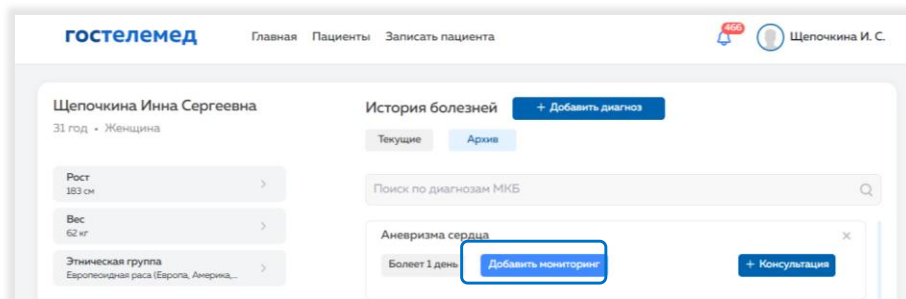 гостелемед Главная Пациенты Записать пациента 466 Щепочкина И. С.
Щепочкина Инна Сергеевна
31 год • Женщина
Рост
183 см
Вес
62 кг
Этническая группа
Европеоидная раса (Европа, Америка,...
История болезней + Добавить диагноз
Текущие Архив
Поиск по диагнозам МКБ
Аневризма сердца
Болеет 1 день Добавить мониторинг + Консультация